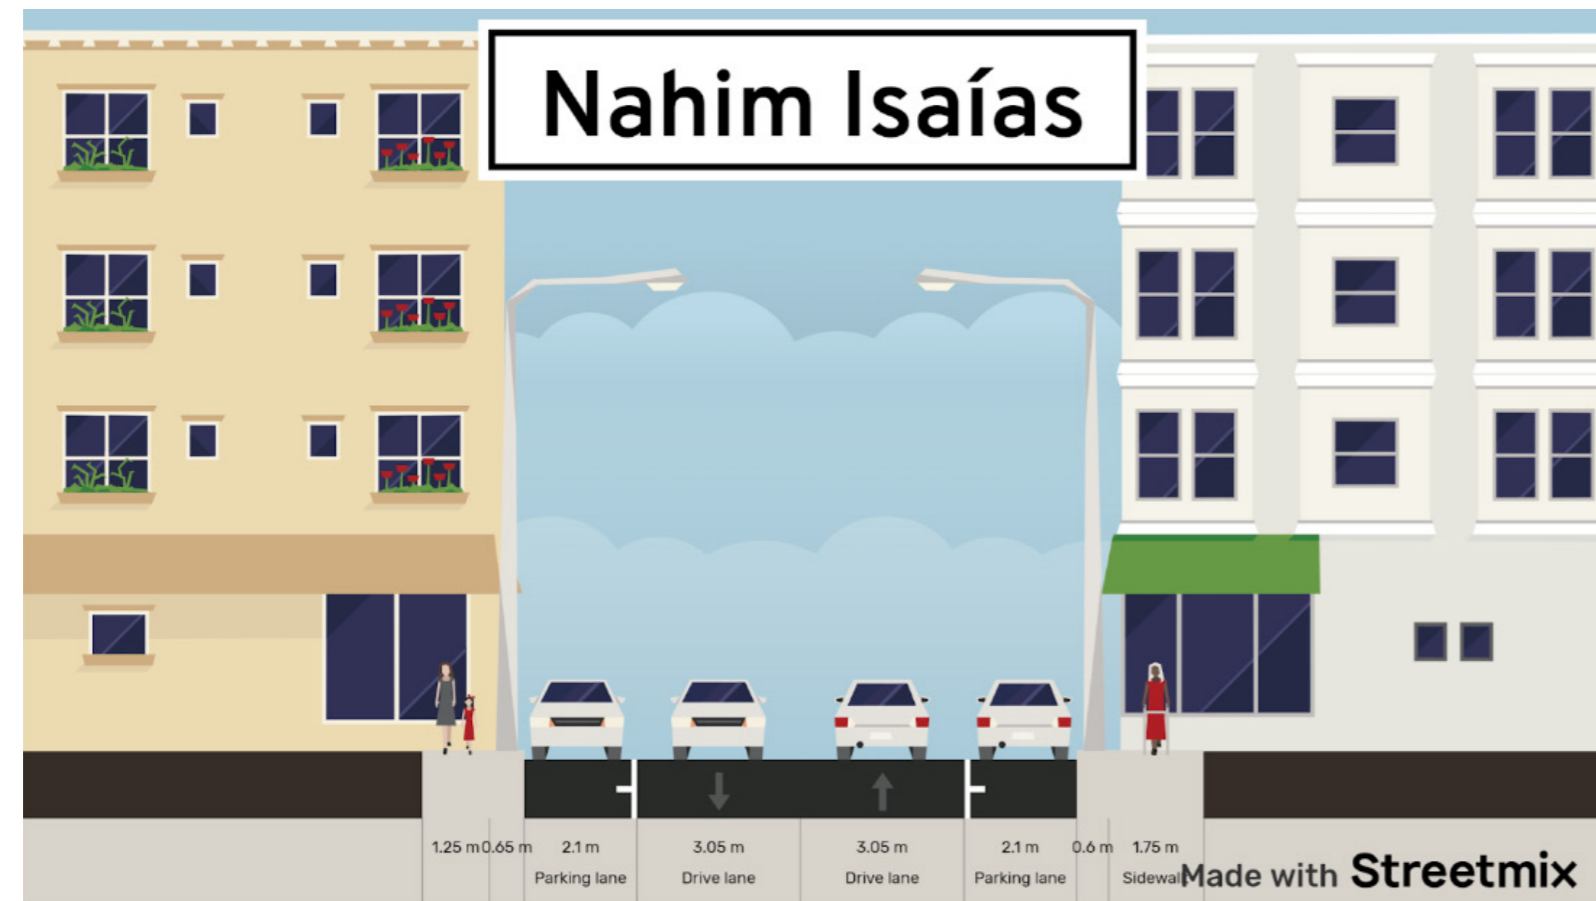 Nahim Isaías
1.25 m 0.65 m 2.1 m 3.05 m 3.05 m 2.1 m 0.6 m 1.75 m
Parking lane Drive lane Drive lane Parking lane Sidewalk
Made with Streetmix